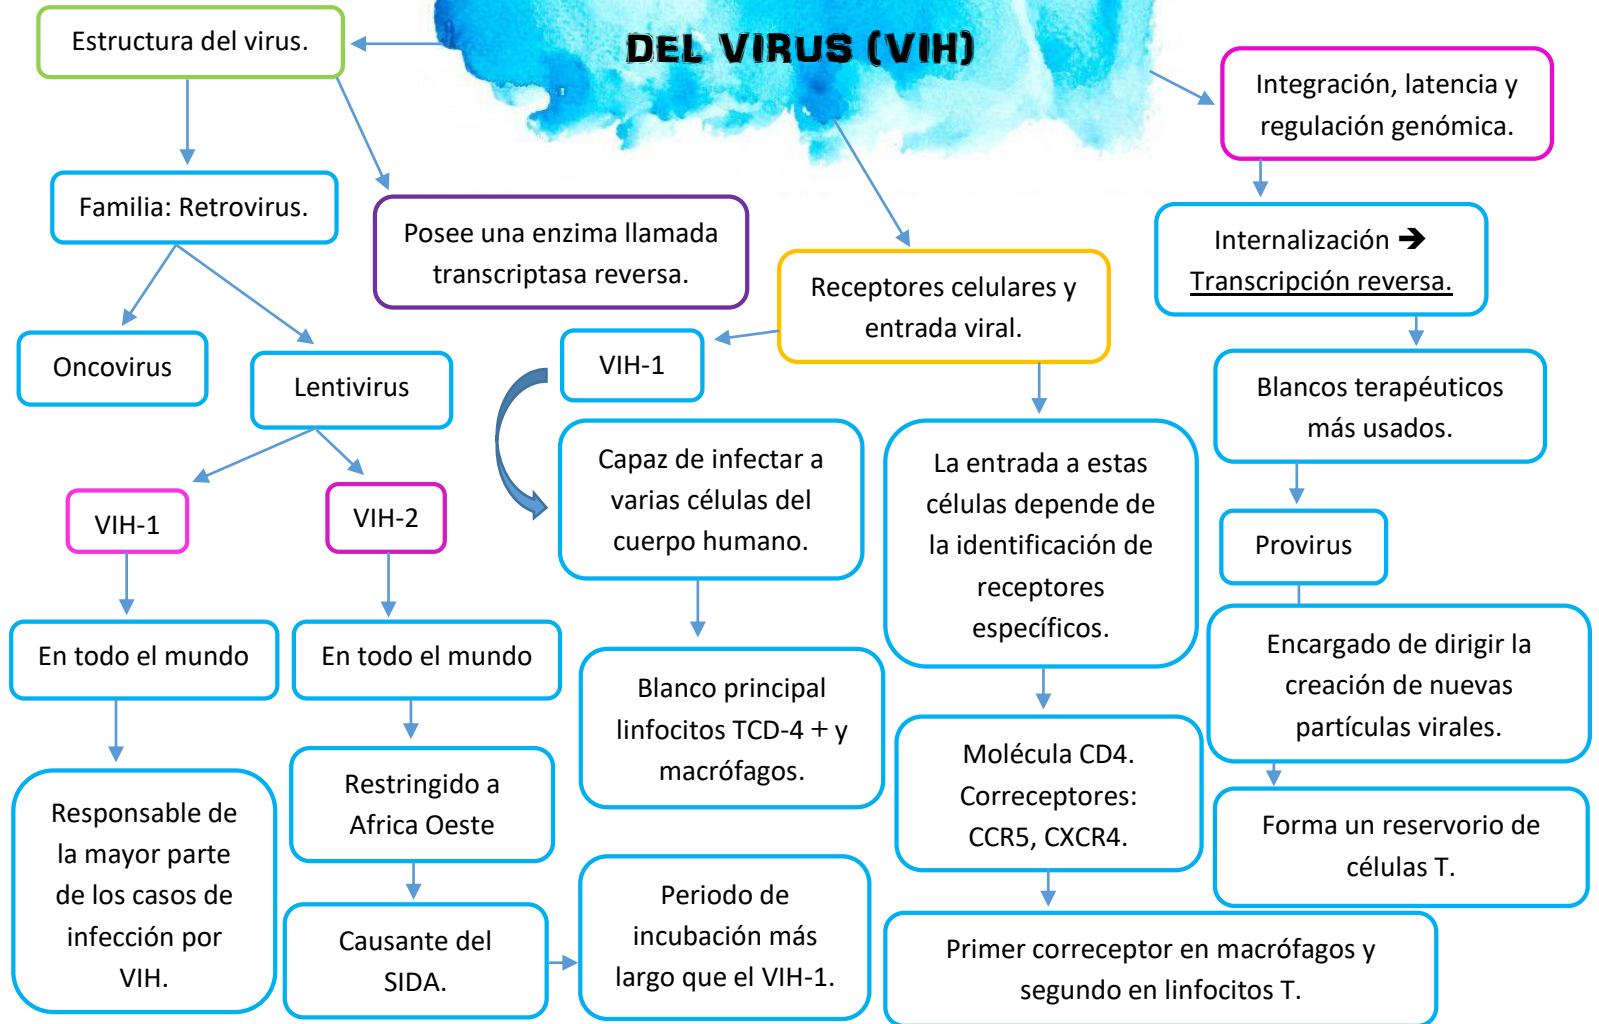 DEL VIRUS (VIH)
Estructura del virus.
Familia: Retrovirus.
Posee una enzima llamada
transcriptasa reversa.
Oncovirus
Lentivirus
VIH-1
VIH-2
En todo el mundo
En todo el mundo
Responsable de
la mayor parte
de los casos de
infección por
VIH.
Restringido a
Africa Oeste
Causante del
SIDA.
Periodo de
incubación más
largo que el VIH-1.
Receptores celulares y
entrada viral.
VIH-1
Capaz de infectar a
varias células del
cuerpo humano.
Blanco principal
linfocitos TCD-4 + y
macrófagos.
La entrada a estas
células depende de
la identificación de
receptores
específicos.
Molécula CD4.
Correceptores:
CCR5, CXCR4.
Primer correceptor en macrófagos y
segundo en linfocitos T.
Integración, latencia y
regulación genómica.
Internalización ➔
Transcripción reversa.
Blancos terapéuticos
más usados.
Provirus
Encargado de dirigir la
creación de nuevas
partículas virales.
Forma un reservorio de
células T.